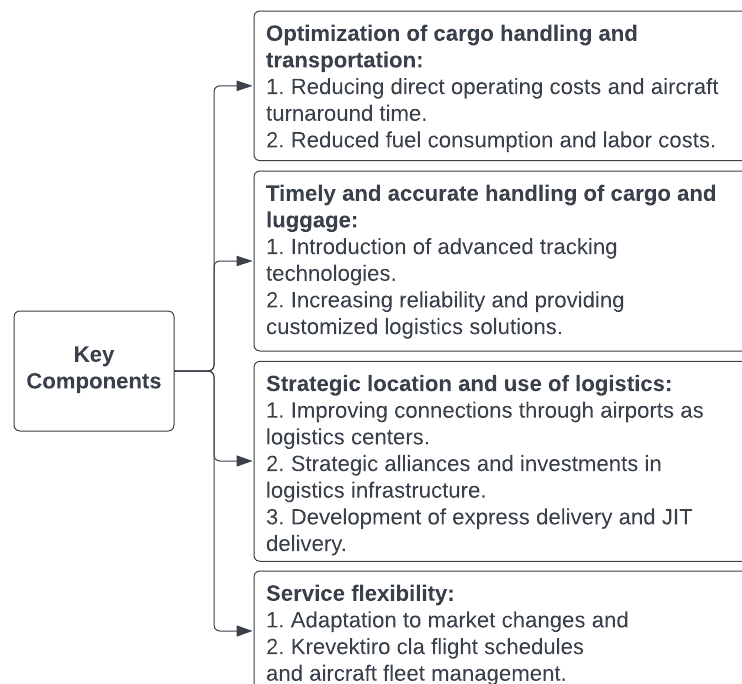 Key
Components
Optimization of cargo handling and
transportation:
1. Reducing direct operating costs and aircraft
turnaround time.
2. Reduced fuel consumption and labor costs.
Timely and accurate handling of cargo and
luggage:
1. Introduction of advanced tracking
technologies.
2. Increasing reliability and providing
customized logistics solutions.
Strategic location and use of logistics:
1. Improving connections through airports as
logistics centers.
2. Strategic alliances and investments in
logistics infrastructure.
3. Development of express delivery and JIT
delivery.
Service flexibility:
1. Adaptation to market changes and
2. Krevektiro cla flight schedules
and aircraft fleet management.